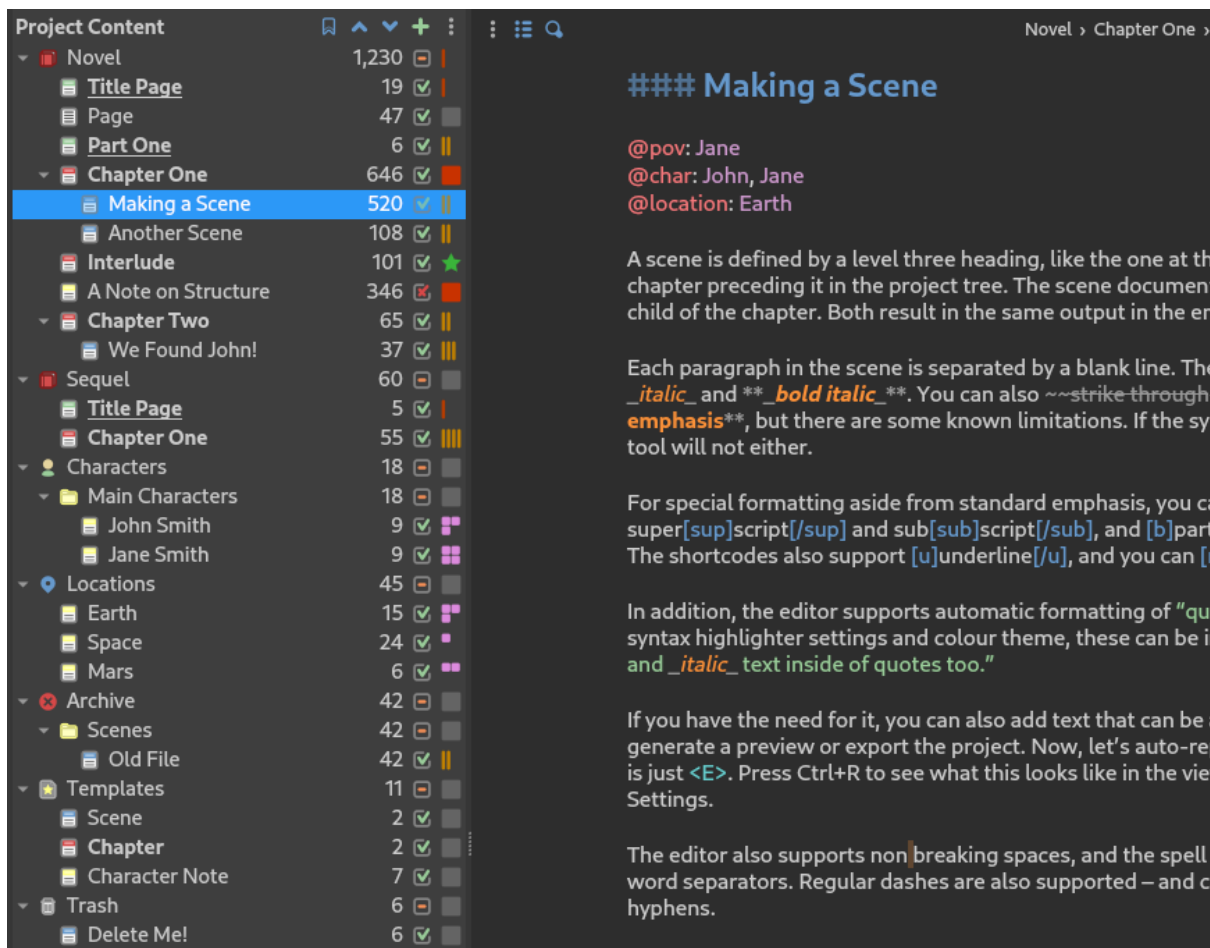 Project Content
Novel 1,230
Title Page 19
Page 47
Part One 6
Chapter One 646
Making a Scene 520
Another Scene 108
Interlude 101
A Note on Structure 346
Chapter Two 65
We Found John! 37
Sequel 60
Title Page 5
Chapter One 55
Characters 18
Main Characters 18
John Smith 9
Jane Smith 9
Locations 45
Earth 15
Space 24
Mars 6
Archive 42
Scenes 42
Old File 42
Templates 11
Scene 2
Chapter 2
Character Note 7
Trash 6
Delete Me! 6
Novel › Chapter One ›
### Making a Scene
@pov: Jane
@char: John, Jane
@location: Earth
A scene is defined by a level three heading, like the one at th
chapter preceding it in the project tree. The scene documen
child of the chapter. Both result in the same output in the e
Each paragraph in the scene is separated by a blank line. The
_italic_ and **_bold italic_**. You can also ~~strike through
emphasis**, but there are some known limitations. If the sy
tool will not either.
For special formatting aside from standard emphasis, you ca
super[sup]script[/sup] and sub[sub]script[/sub], and [b]part
The shortcodes also support [u]underline[/u], and you can [
In addition, the editor supports automatic formatting of “qu
syntax highlighter settings and colour theme, these can be i
and _italic_ text inside of quotes too.”
If you have the need for it, you can also add text that can be
generate a preview or export the project. Now, let’s auto-re
is just <E>. Press Ctrl+R to see what this looks like in the vie
Settings.
The editor also supports non breaking spaces, and the spell
word separators. Regular dashes are also supported – and c
hyphens.